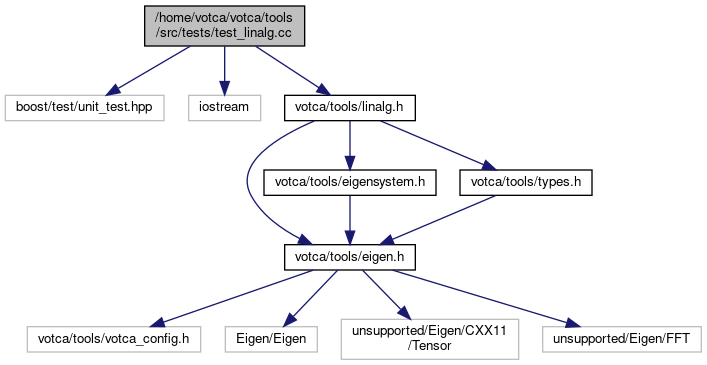 /home/votca/votca/tools
/src/tests/test_linalg.cc
boost/test/unit_test.hpp
iostream
votca/tools/linalg.h
votca/tools/eigensystem.h
votca/tools/types.h
votca/tools/eigen.h
votca/tools/votca_config.h
Eigen/Eigen
unsupported/Eigen/CXX11
/Tensor
unsupported/Eigen/FFT